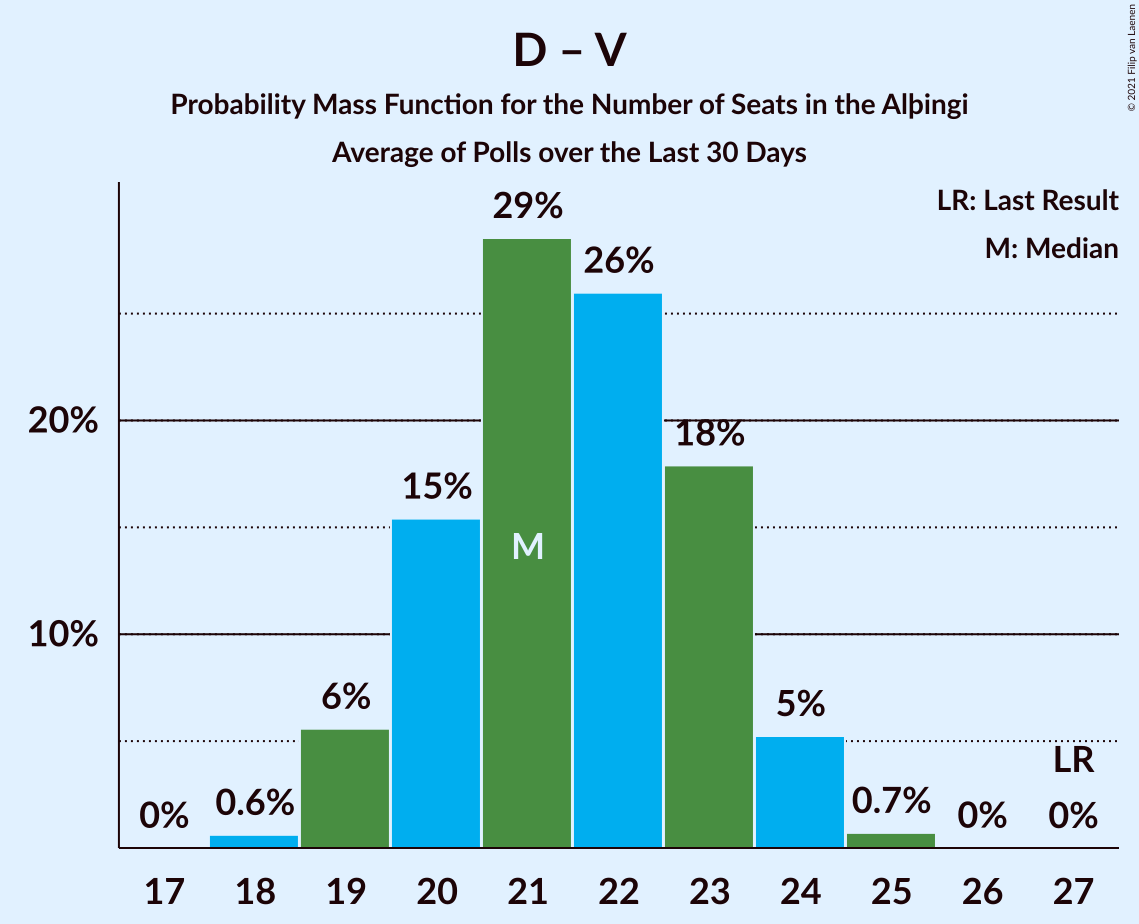 D – V
Probability Mass Function for the Number of Seats in the Alþingi
Average of Polls over the Last 30 Days
© 2021 Filip van Laenen
LR: Last Result
M: Median
29%
26%
20%
18%
15%
M
10%
6%
5%
LR
0%
0.6%
0.7%
0%
0%
17 18 19 20 21 22 23 24 25 26 27